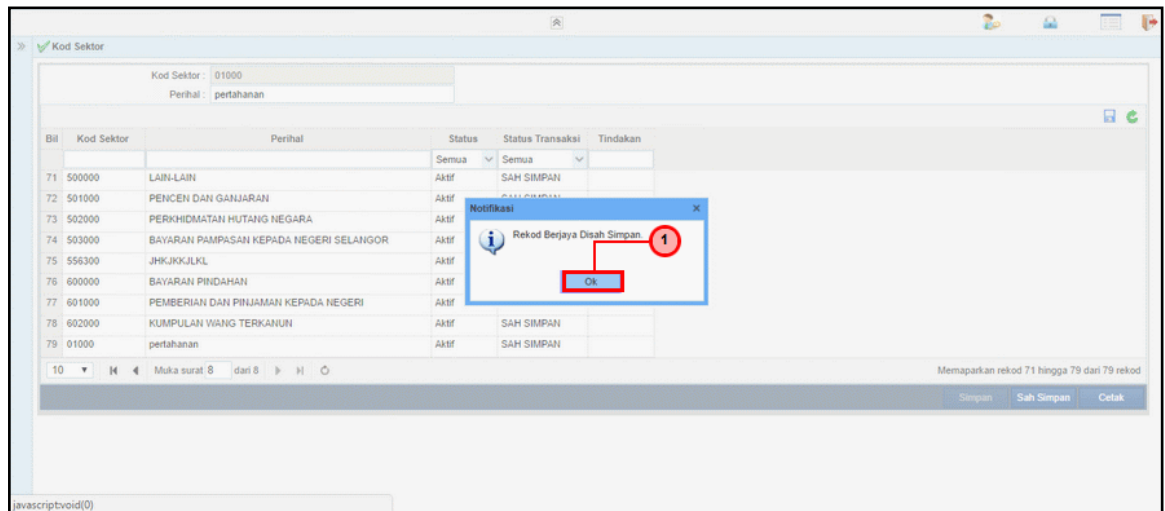 Kod Sektor
Kod Sektor : 01000
Perihal : pertahanan
Bil Kod Sektor Perihal Status Status Transaksi Tindakan
Semua Semua
71 500000 LAIN-LAIN Aktif SAH SIMPAN
72 501000 PENCEN DAN GANJARAN Aktif SAH SIMPAN
73 502000 PERKHIDMATAN HUTANG NEGARA Aktif
74 503000 BAYARAN PAMPASAN KEPADA NEGERI SELANGOR Aktif
75 556300 JHKJKKJLKL Aktif
76 600000 BAYARAN PINDAHAN Aktif
77 601000 PEMBERIAN DAN PINJAMAN KEPADA NEGERI Aktif
Notifikasi x
Rekod Berjaya Disah Simpan.
1
Ok
78 602000 KUMPULAN WANG TERKANUN Aktif SAH SIMPAN
79 01000 pertahanan Aktif SAH SIMPAN
10 Muka surat 8 dari 8 Memaparkan rekod 71 hingga 79 dari 79 rekod
Simpan Sah Simpan Cetak
javascript:void(0)